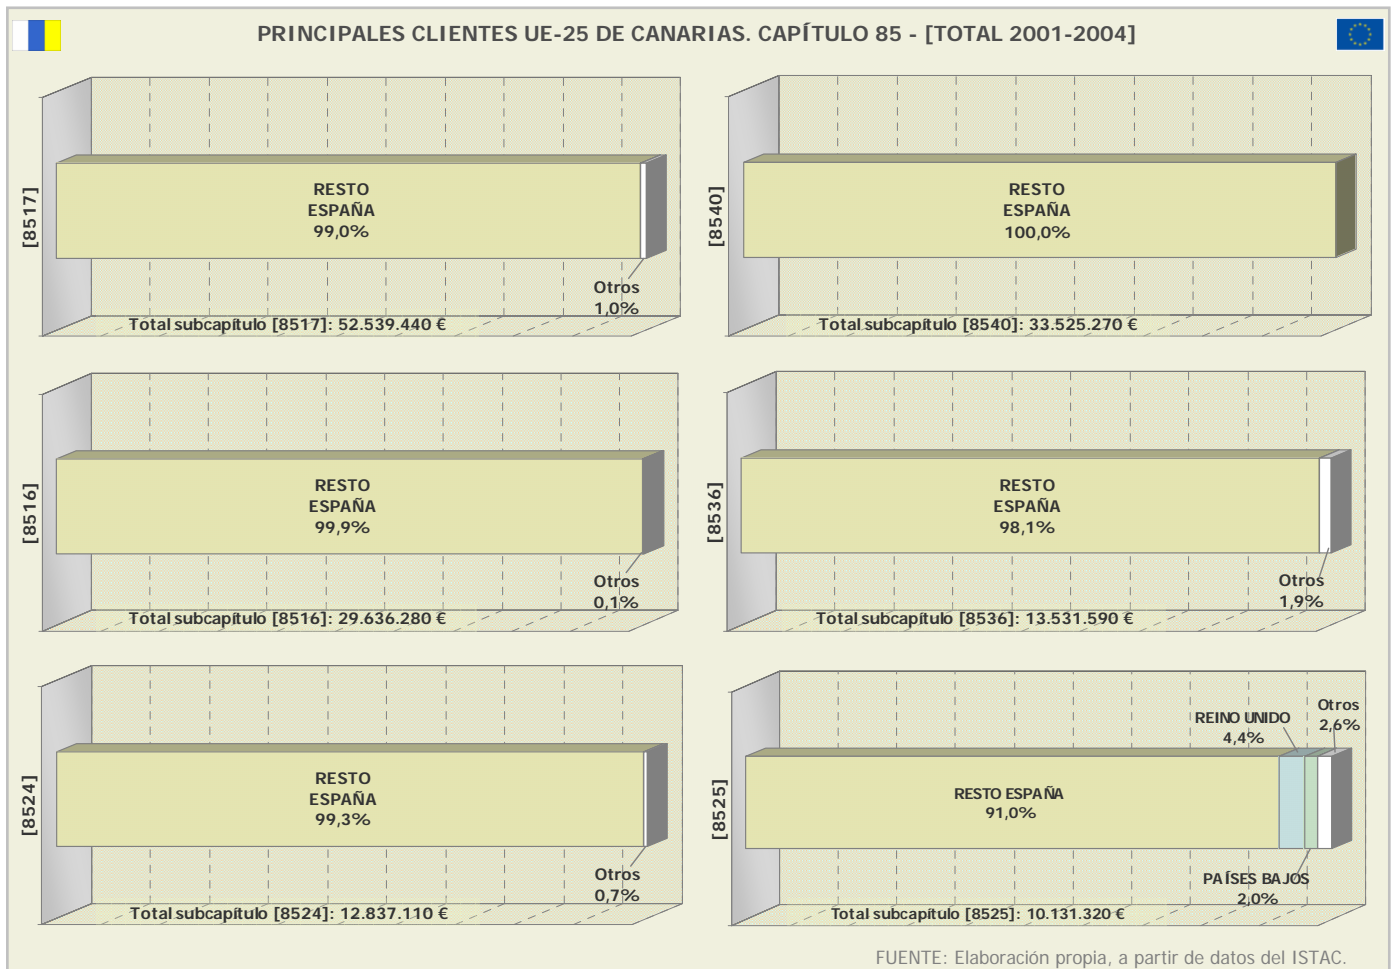 PRINCIPALES CLIENTES UE-25 DE CANARIAS. CAPÍTULO 85 - [TOTAL 2001-2004]
[8517]
RESTO
ESPAÑA
99,0%
Otros
1,0%
Total subcapítulo [8517]: 52.539.440 €
[8540]
RESTO
ESPAÑA
100,0%
Total subcapítulo [8540]: 33.525.270 €
[8516]
RESTO
ESPAÑA
99,9%
Otros
0,1%
Total subcapítulo [8516]: 29.636.280 €
[8536]
RESTO
ESPAÑA
98,1%
Otros
1,9%
Total subcapítulo [8536]: 13.531.590 €
[8524]
RESTO
ESPAÑA
99,3%
Otros
0,7%
Total subcapítulo [8524]: 12.837.110 €
[8525]
RESTO ESPAÑA
91,0%
REINO UNIDO
4,4%
Otros
2,6%
PAÍSES BAJOS
2,0%
Total subcapítulo [8525]: 10.131.320 €
FUENTE: Elaboración propia, a partir de datos del ISTAC.